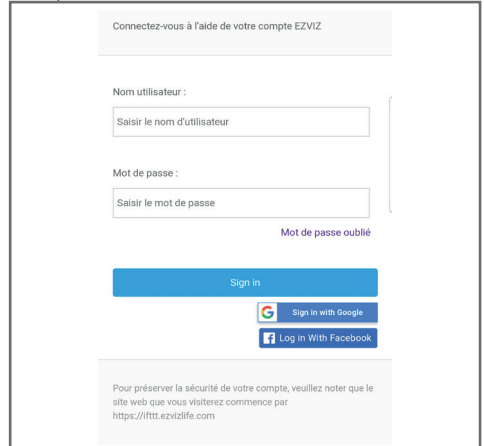 Connectez-vous à l'aide de votre compte EZVIZ
Nom utilisateur :
Saisir le nom d'utilisateur
Mot de passe :
Saisir le mot de passe
Mot de passe oublié
Sign in
Sign in with Google
Log in With Facebook
Pour préserver la sécurité de votre compte, veuillez noter que le
site web que vous visiterez commence par
https://ifttt.ezvizlife.com